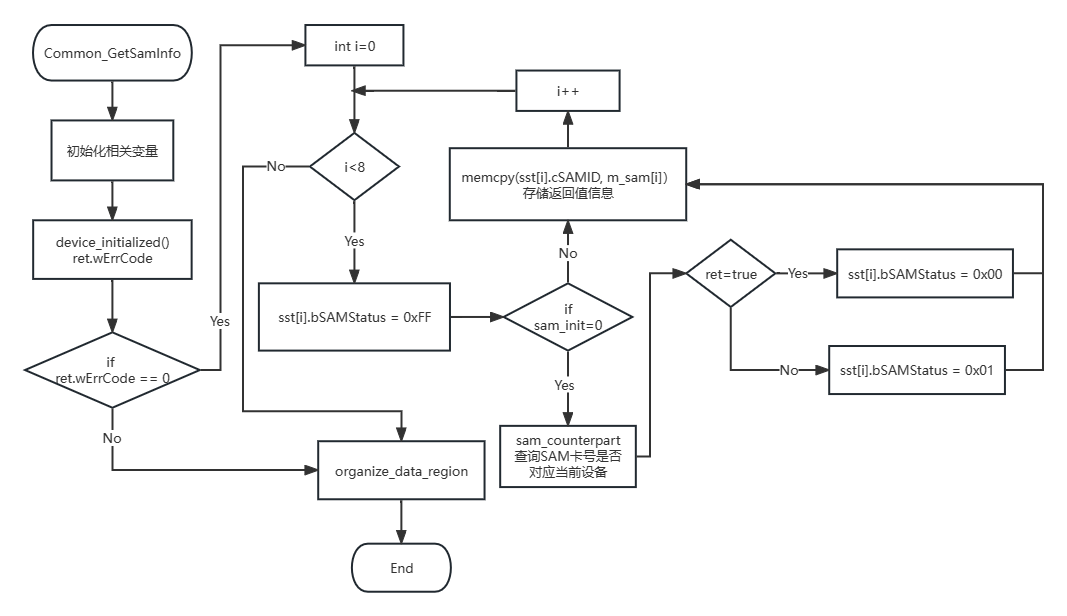 Common_GetSamInfo
初始化相关变量
device_initialized()
ret.wErrCode
if
ret.wErrCode == 0
Yes
No
int i=0
i++
i<8
No
Yes
sst[i].bSAMStatus = 0xFF
memcpy(sst[i].cSAMID, m_sam[i])
存储返回值信息
No
if
sam_init=0
Yes
sam_counterpart
查询SAM卡号是否
对应当前设备
ret=true
Yes
sst[i].bSAMStatus = 0x00
No
sst[i].bSAMStatus = 0x01
organize_data_region
End